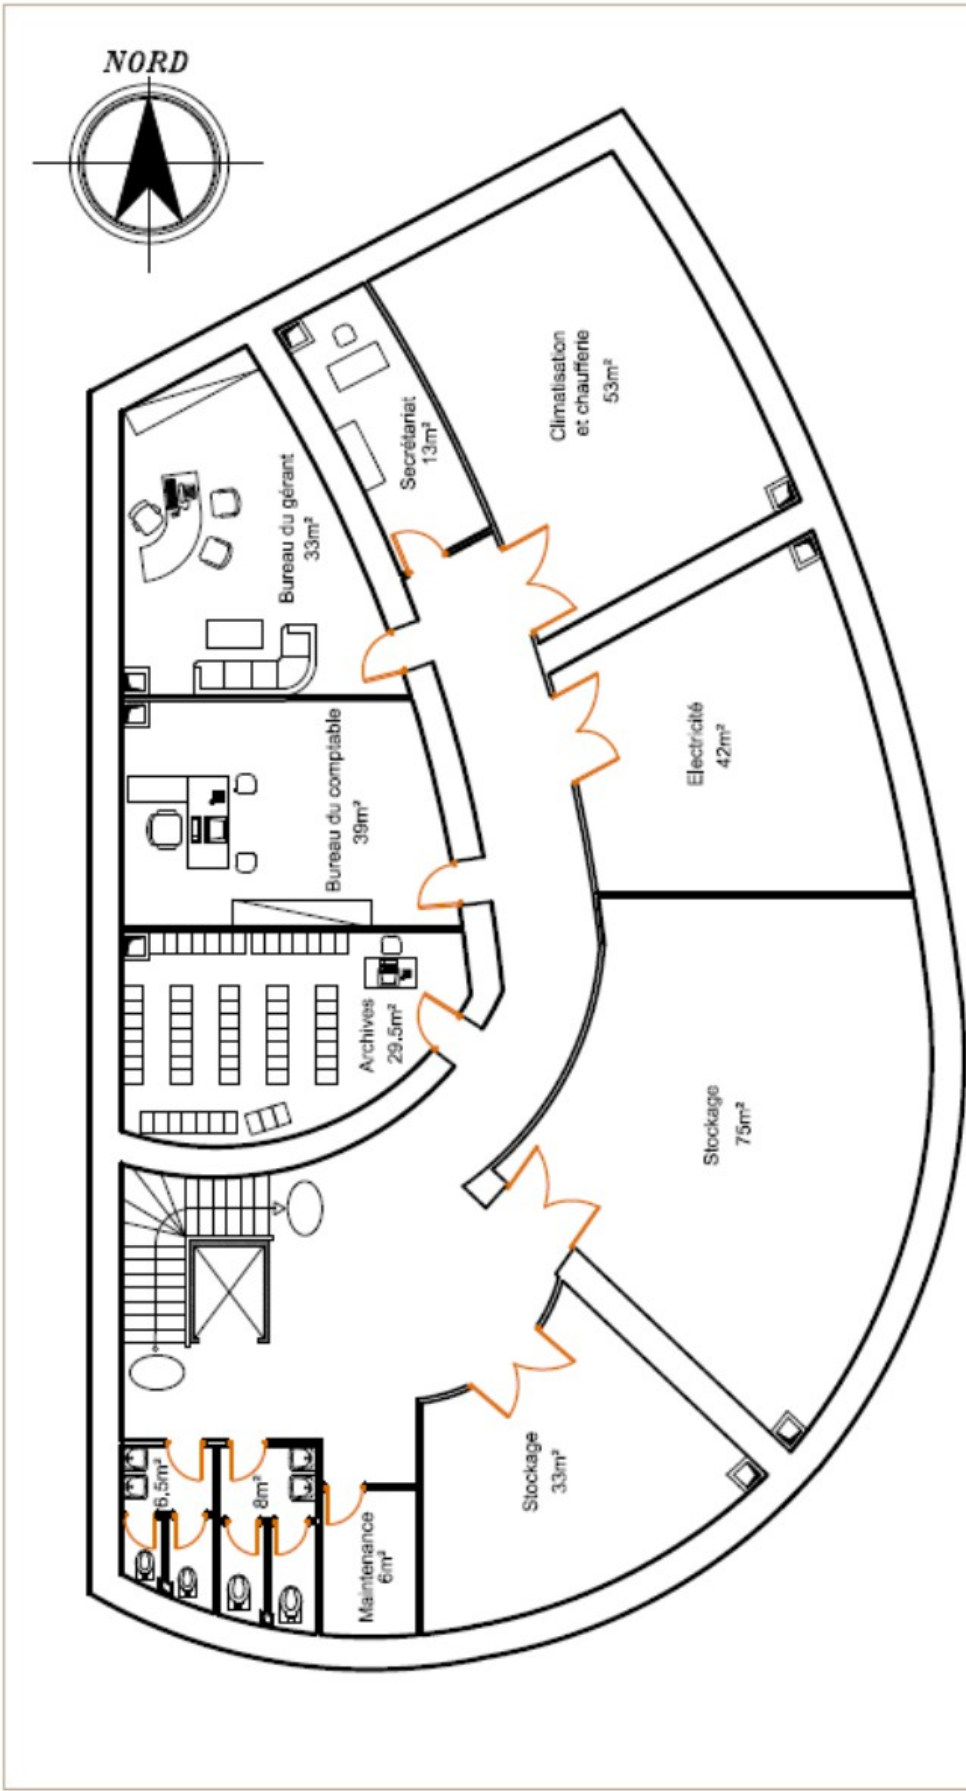 NORD
Climatisation
et chaufferie
53m²
Secrétariat
13m²
Bureau du gérant
33m²
Bureau du comptable
39m²
Electricité
42m²
Archives
29.5m²
Stockage
75m²
6,5m²
8m²
Stockage
33m²
Maintenance
6m²